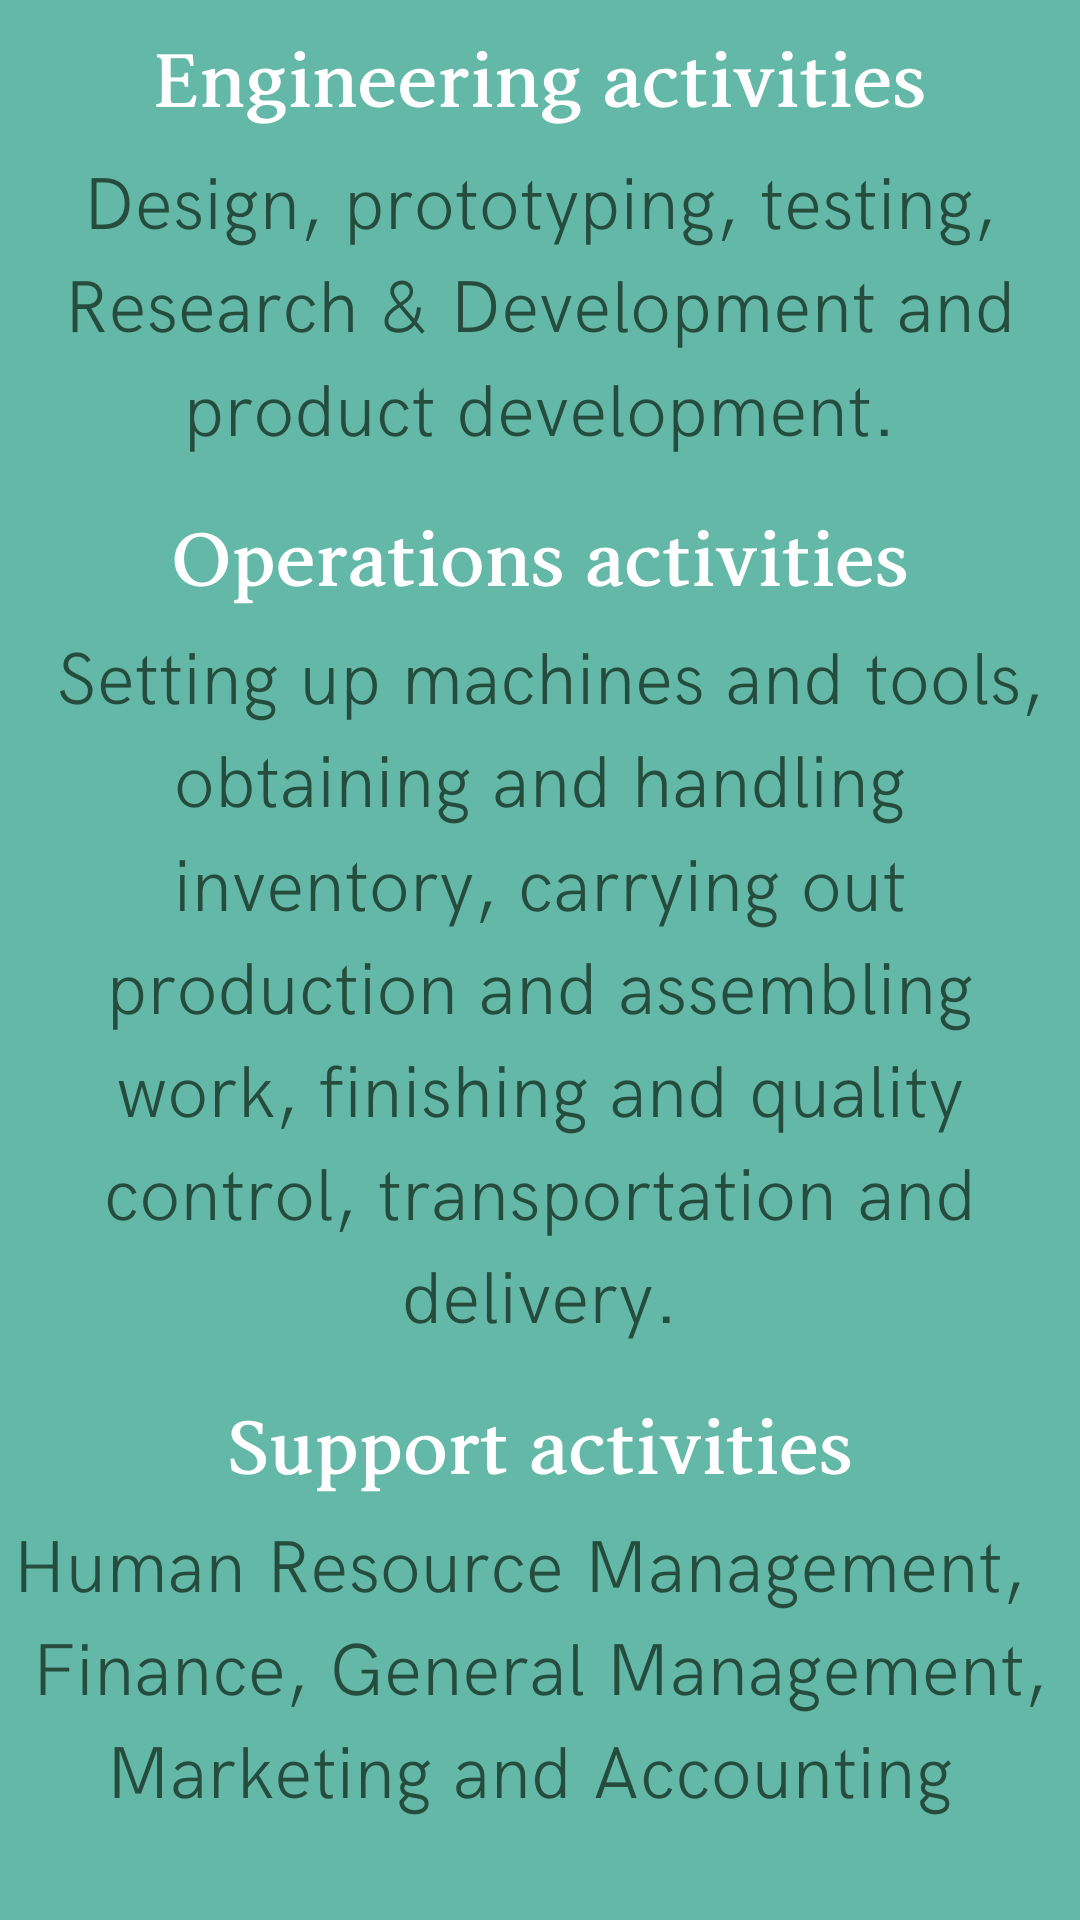 Engineering activities
Design, prototyping, testing,
Research & Development and
product development.
Operations activities
Setting up machines and tools,
obtaining and handling
inventory, carrying out
production and assembling
work, finishing and quality
control, transportation and
delivery.
Support activities
Human Resource Management,
Finance, General Management,
Marketing and Accounting